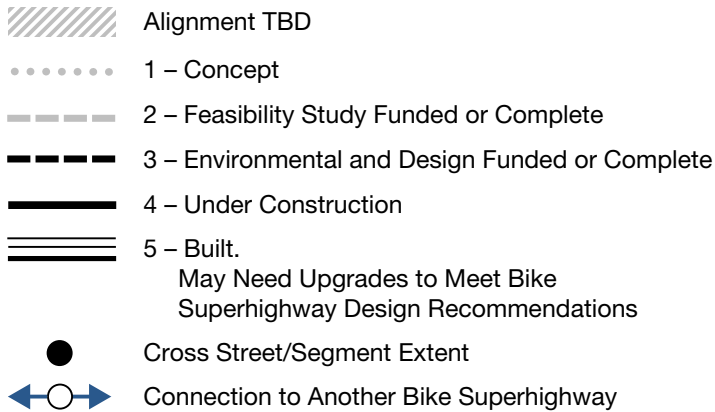 Alignment TBD
1 – Concept
2 – Feasibility Study Funded or Complete
3 – Environmental and Design Funded or Complete
4 – Under Construction
5 – Built.
May Need Upgrades to Meet Bike
Superhighway Design Recommendations
Cross Street/Segment Extent
Connection to Another Bike Superhighway